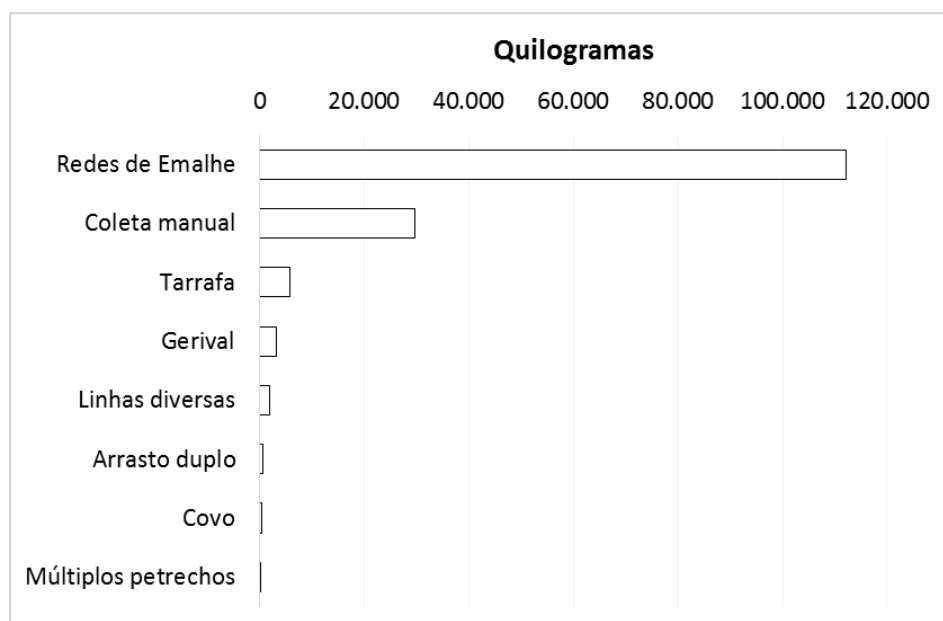 Quilogramas
0 20.000 40.000 60.000 80.000 100.000 120.000
Redes de Emalhe
Coleta manual
Tarrafa
Gerival
Linhas diversas
Arrasto duplo
Covo
Múltiplos petrechos